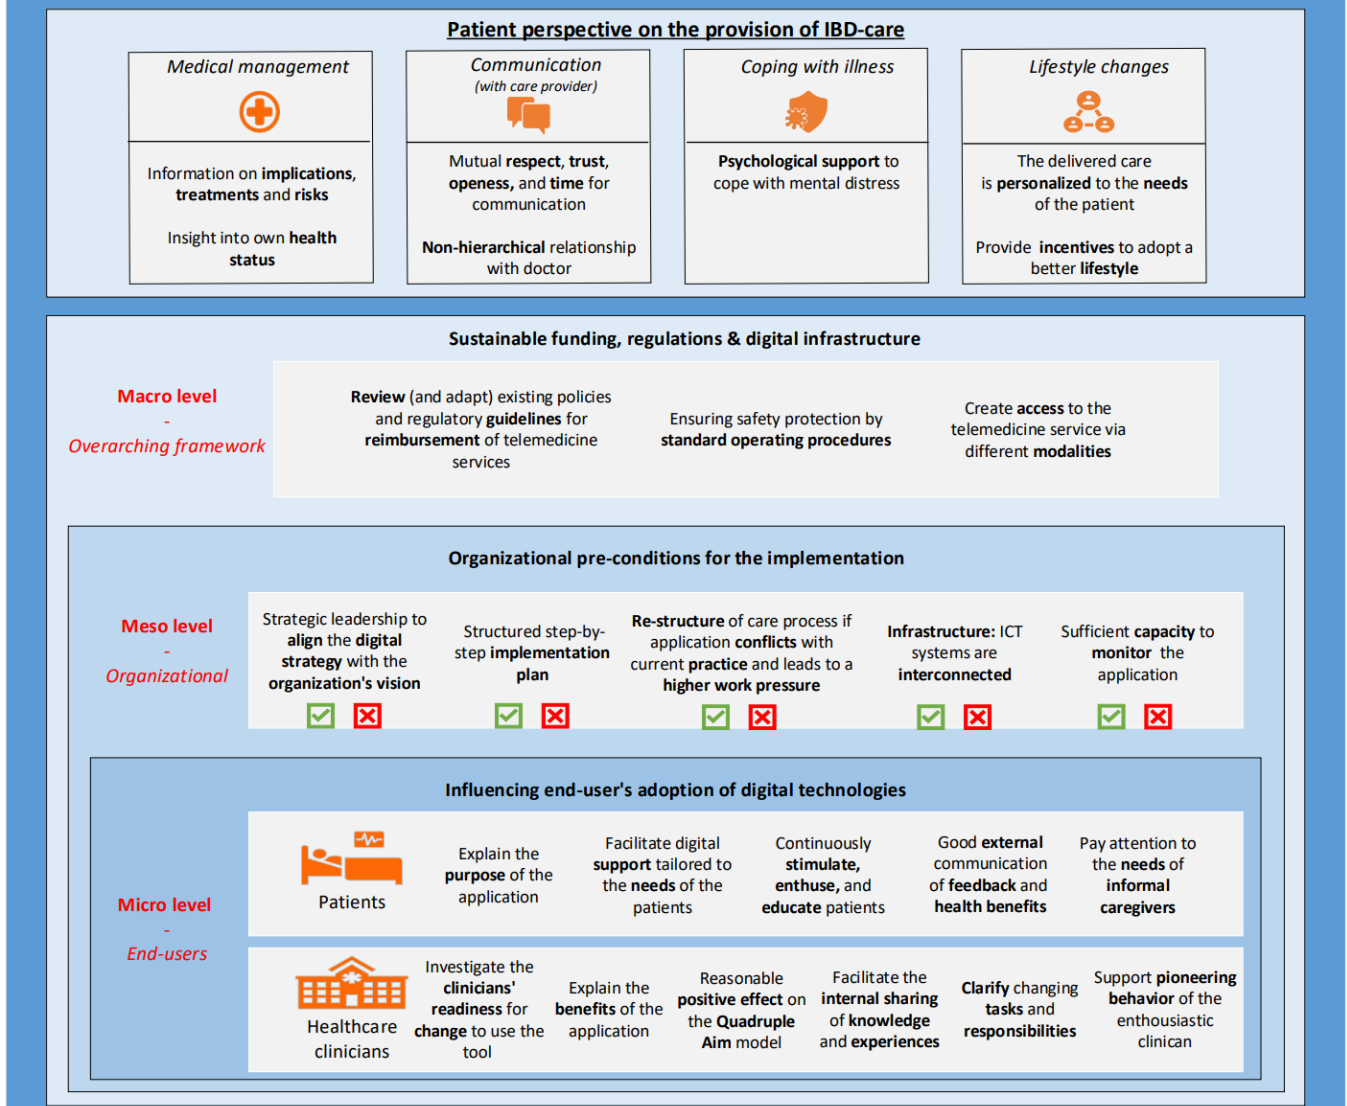 Patient perspective on the provision of IBD-care
Medical management
Information on implications,
treatments and risks
Insight into own health
status
Communication
(with care provider)
Mutual respect, trust,
openess, and time for
communication
Non-hierarchical relationship
with doctor
Coping with illness
Psychological support to
cope with mental distress
Lifestyle changes
The delivered care
is personalized to the needs
of the patient
Provide incentives to adopt a
better lifestyle
Sustainable funding, regulations & digital infrastructure
Macro level
-
Overarching framework
Review (and adapt) existing policies
and regulatory guidelines for
reimbursement of telemedicine
services
Ensuring safety protection by
standard operating procedures
Create access to the
telemedicine service via
different modalities
Organizational pre-conditions for the implementation
Meso level
-
Organizational
Strategic leadership to
align the digital
strategy with the
organization's vision
Structured step-by-
step implementation
plan
Re-structure of care process if
application conflicts with
current practice and leads to a
higher work pressure
Infrastructure: ICT
systems are
interconnected
Sufficient capacity to
monitor the
application
Influencing end-user's adoption of digital technologies
Micro level
-
End-users
Patients
Explain the
purpose of the
application
Facilitate digital
support tailored to
the needs of the
patients
Continuously
stimulate,
enthuse, and
educate patients
Good external
communication
of feedback and
health benefits
Pay attention to
the needs of
informal
caregivers
Healthcare
clinicians
Investigate the
clinicians'
readiness for
change to use the
tool
Explain the
benefits of the
application
Reasonable
positive effect on
the Quadruple
Aim model
Facilitate the
internal sharing
of knowledge
and experiences
Clarify changing
tasks and
responsibilities
Support pioneering
behavior of the
enthousiastic
clinican